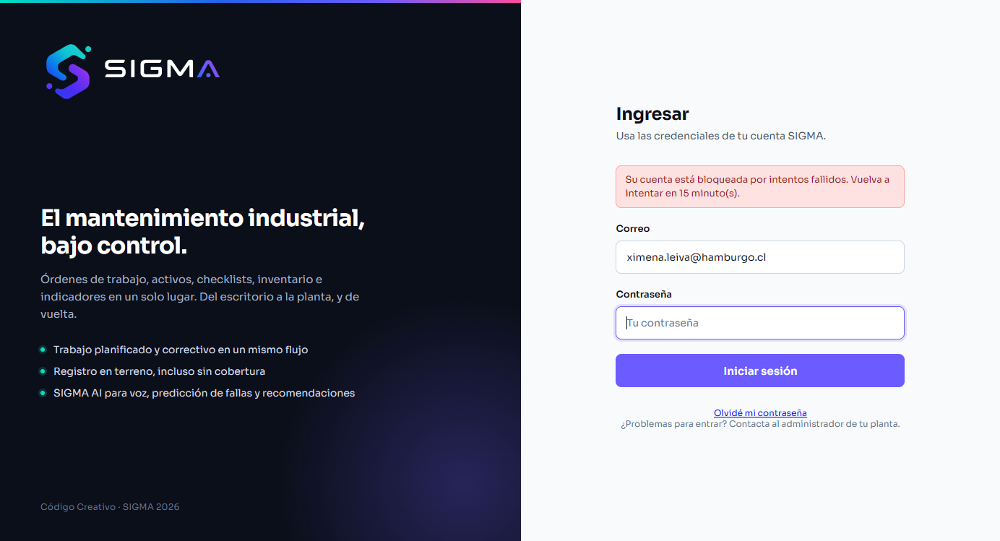 SIGMA
El mantenimiento industrial,
bajo control.
Órdenes de trabajo, activos, checklists, inventario e
indicadores en un solo lugar. Del escritorio a la planta, y de
vuelta.
Trabajo planificado y correctivo en un mismo flujo
Registro en terreno, incluso sin cobertura
SIGMA AI para voz, predicción de fallas y recomendaciones
Código Creativo · SIGMA 2026
Ingresar
Usa las credenciales de tu cuenta SIGMA.
Su cuenta está bloqueada por intentos fallidos. Vuelva a
intentar en 15 minuto(s).
Correo
ximena.leiva@hamburgo.cl
Contraseña
Tu contraseña
Iniciar sesión
Olvidé mi contraseña
¿Problemas para entrar? Contacta al administrador de tu planta.